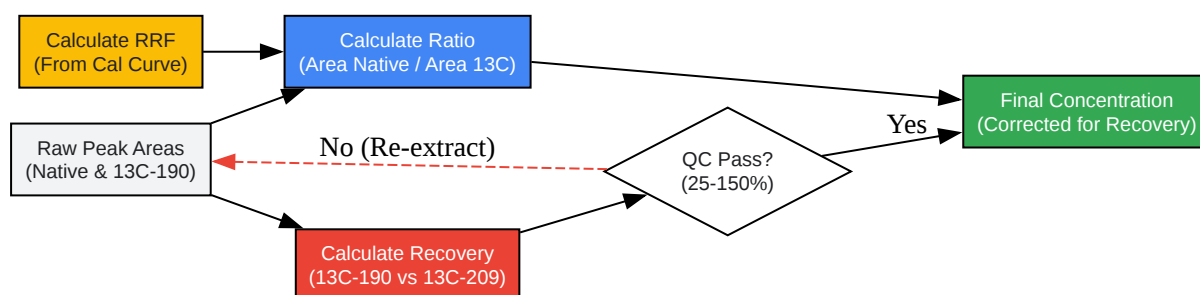 Calculate RRF
(From Cal Curve)
Calculate Ratio
(Area Native / Area 13C)
Final Concentration
(Corrected for Recovery)
Yes
Raw Peak Areas
(Native & 13C-190)
No (Re-extract)
QC Pass?
(25-150%)
Calculate Recovery
(13C-190 vs 13C-209)